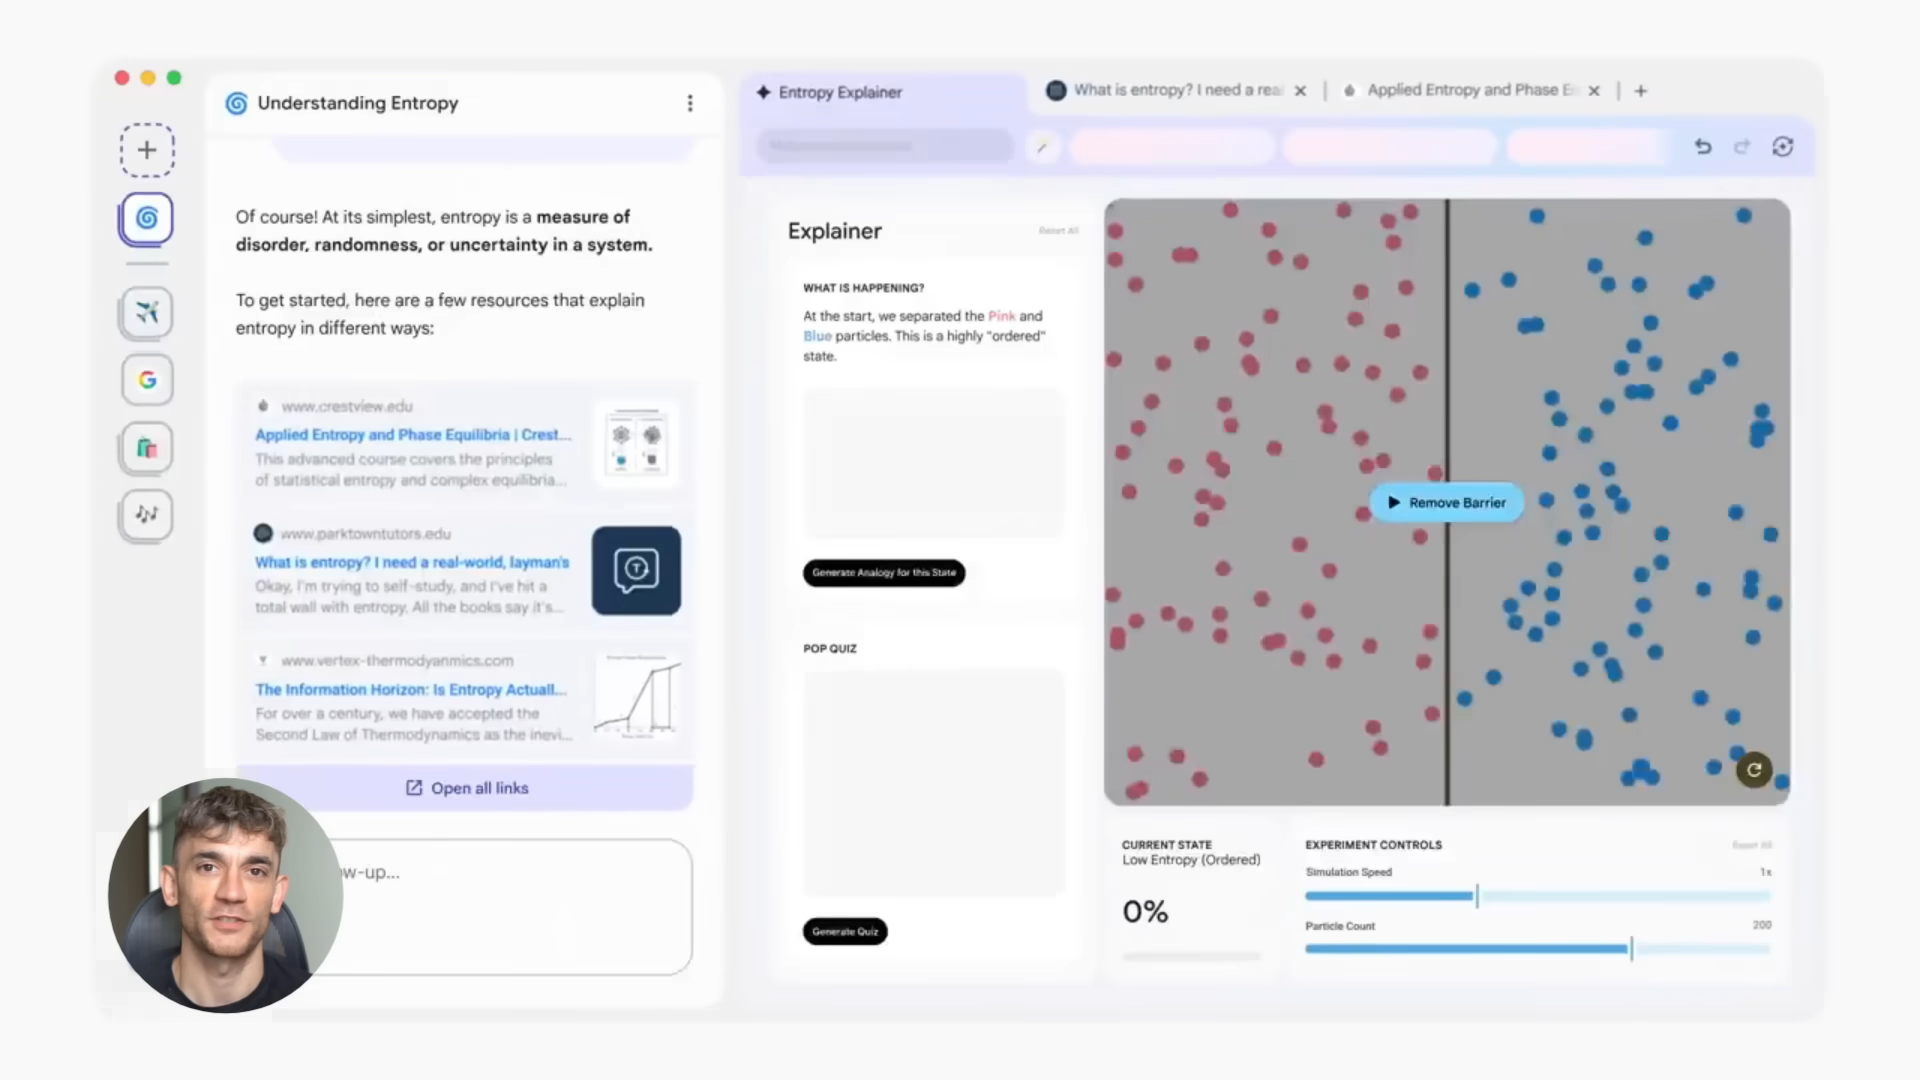 Understanding Entropy
Of course! At its simplest, entropy is a measure of
disorder, randomness, or uncertainty in a system.
To get started, here are a few resources that explain
entropy in different ways:
www.crestview.edu
Applied Entropy and Phase Equilibria | Crest...
This advanced course covers the principles
of statistical entropy and complex equilibria...
www.parktowntutors.edu
What is entropy? I need a real-world, layman's
Okay, I'm trying to self-study, and I've hit a
total wall with entropy. All the books say it's...
www.vertex-thermodyanmics.com
The Information Horizon: Is Entropy Actuall...
For over a century, we have accepted the
Second Law of Thermodynamics as the inevi...
Open all links
ow-up...
Entropy Explainer
What is entropy? I need a rea
Applied Entropy and Phase E
Explainer
Reset All
WHAT IS HAPPENING?
At the start, we separated the Pink and
Blue particles. This is a highly "ordered"
state.
Generate Analogy for this State
POP QUIZ
Generate Quiz
Remove Barrier
CURRENT STATE
Low Entropy (Ordered)
0%
EXPERIMENT CONTROLS
Reset All
Simulation Speed
1x
Particle Count
200